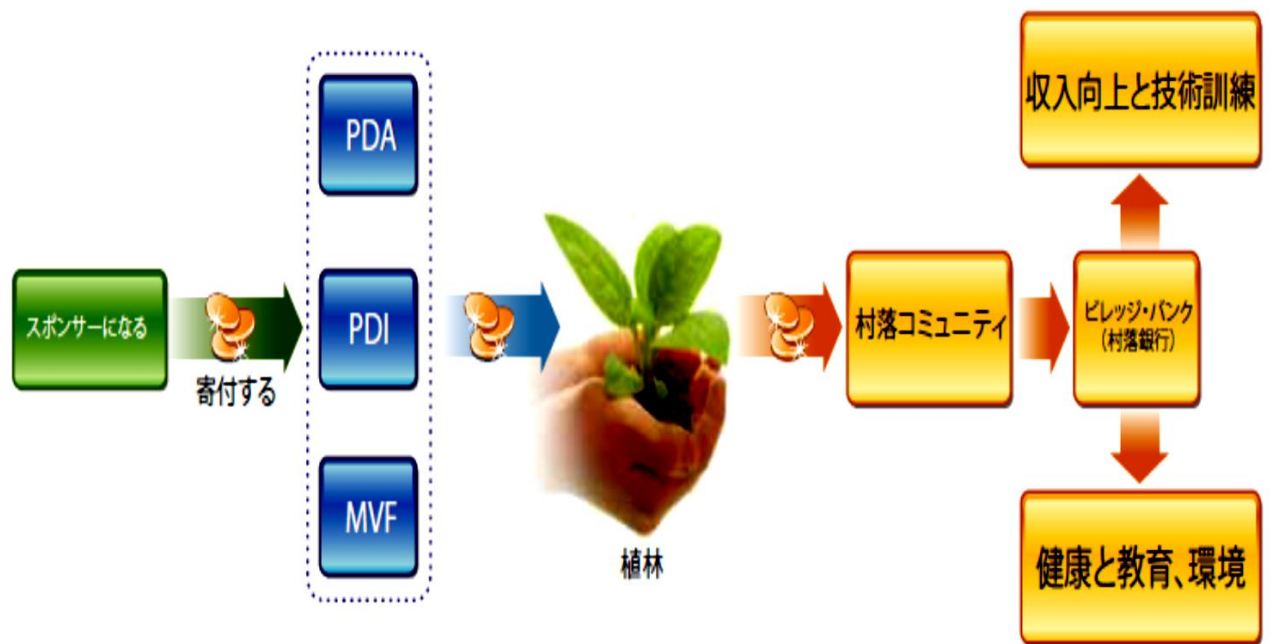 スポンサーになる
寄付する
PDA
PDI
MVF
植林
村落コミュニティ
ビレッジ・バンク
(村落銀行)
収入向上と技術訓練
健康と教育、環境